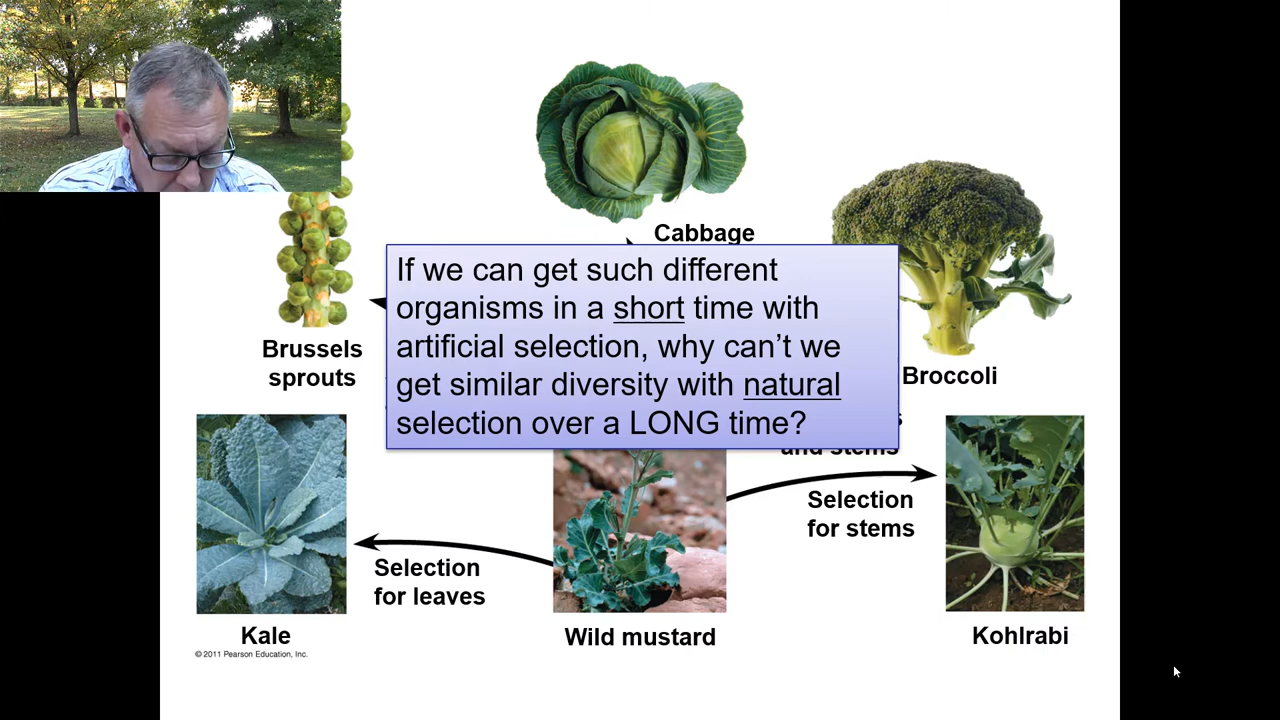 Cabbage
If we can get such different
organisms in a short time with
artificial selection, why can’t we
get similar diversity with natural
selection over a LONG time?
Brussels
sprouts
Broccoli
and stems
Selection
for stems
Selection
for leaves
Kale
Wild mustard
Kohlrabi
© 2011 Pearson Education, Inc.